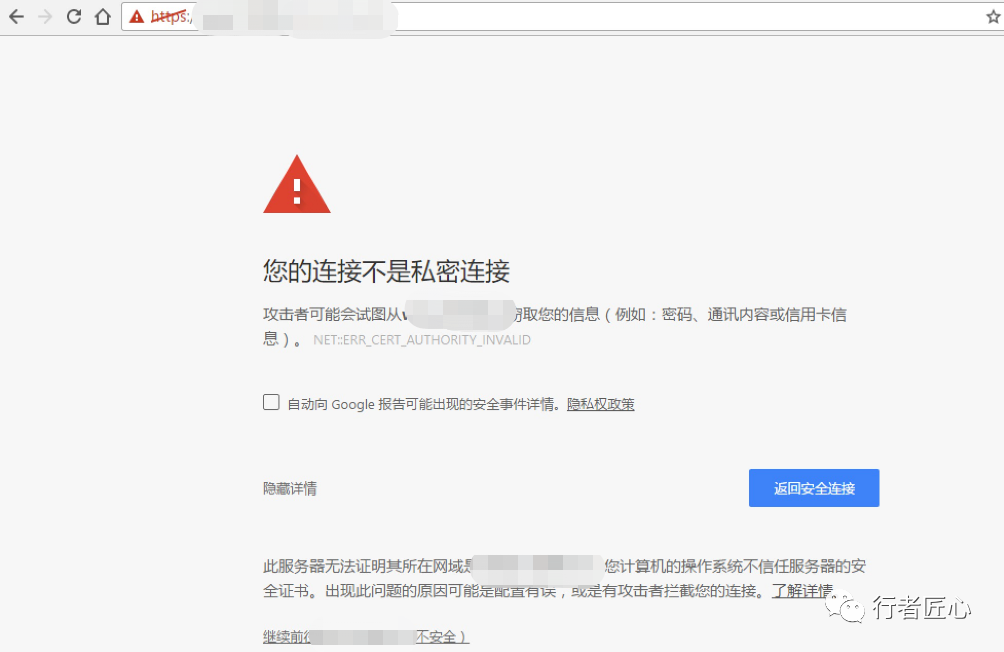 https:/
您的连接不是私密连接
攻击者可能会试图从 取您的信息（例如：密码、通讯内容或信用卡信
息）。 NET::ERR_CERT_AUTHORITY_INVALID
自动向 Google 报告可能出现的安全事件详情。隐私权政策
隐藏详情
返回安全连接
此服务器无法证明其所在网域是 您计算机的操作系统不信任服务器的安
全证书。出现此问题的原因可能是配置有误，或是有攻击者拦截您的连接。了解详情。
行者匠心
继续前往 不安全）